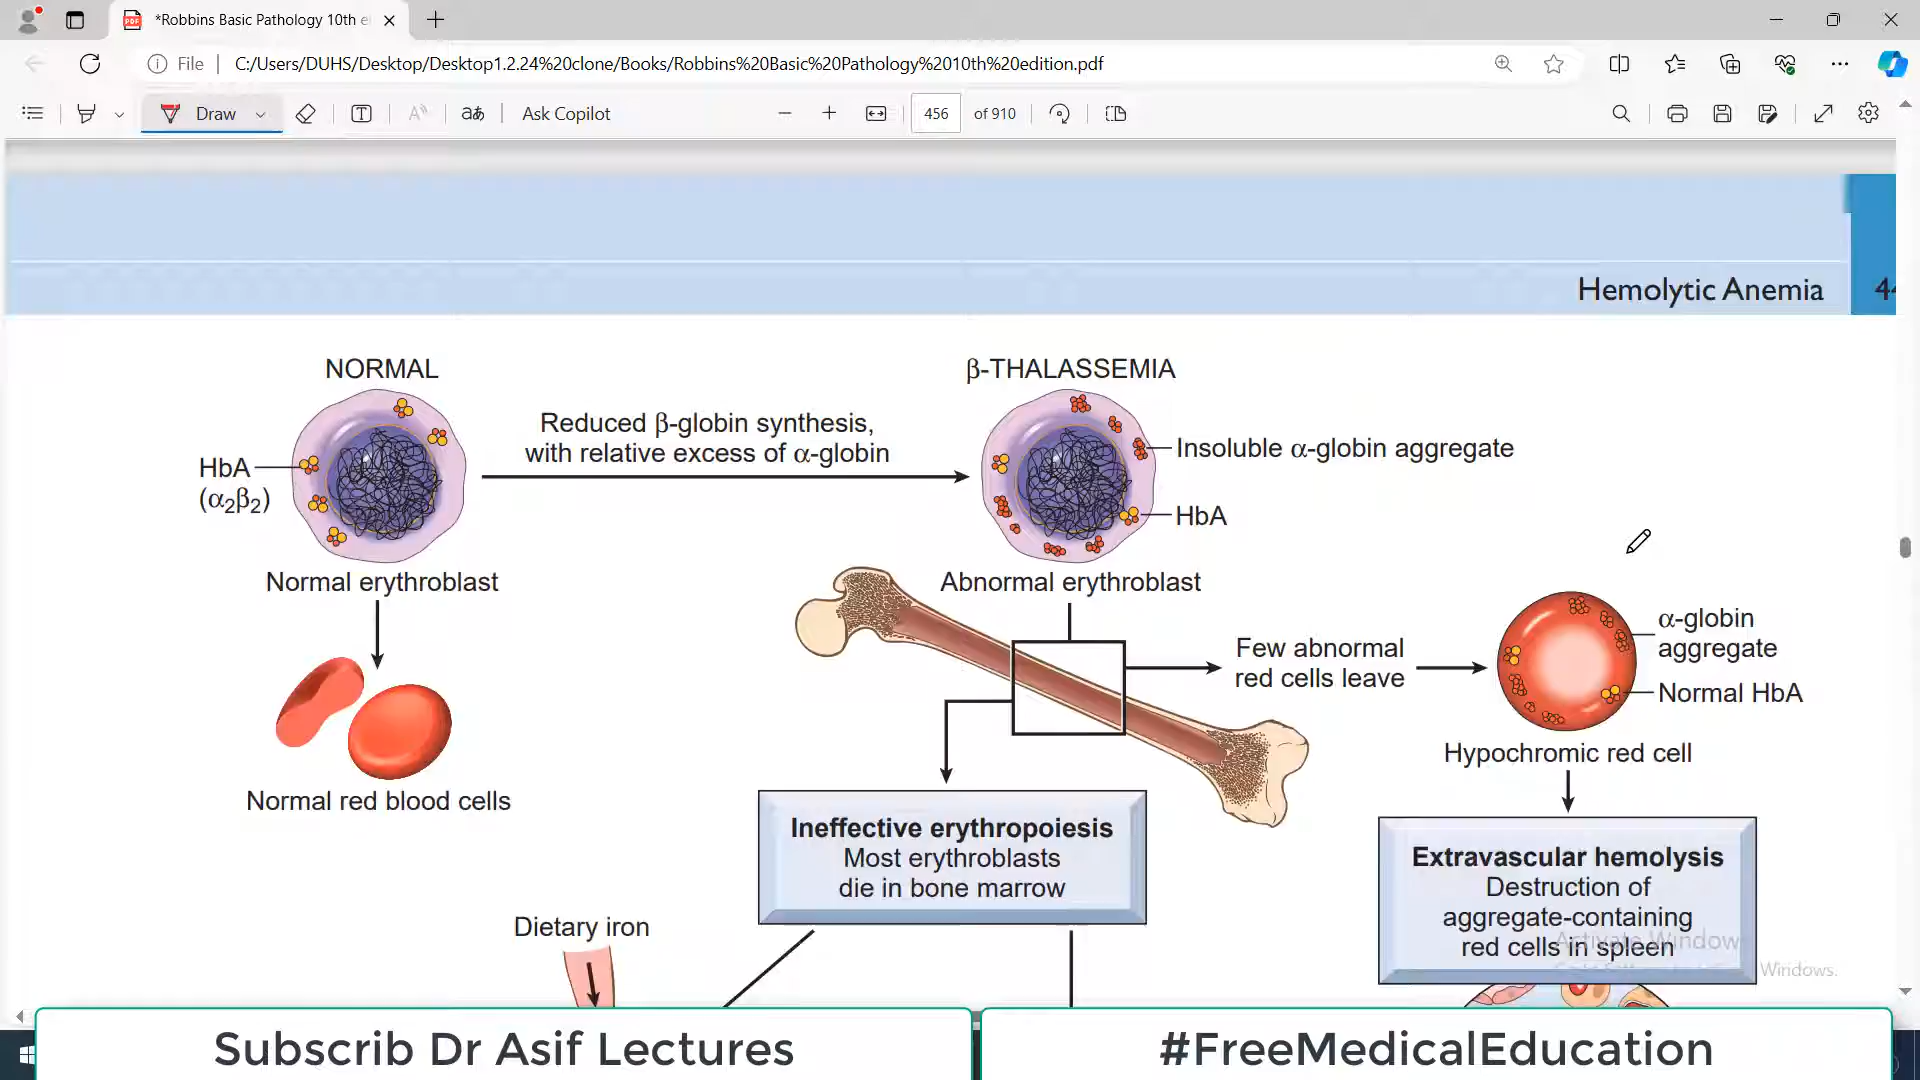 *Robbins Basic Pathology 10th e
File
C:/Users/DUHS/Desktop/Desktop1.2.24%20clone/Books/Robbins%20Basic%20Pathology%2010th%20edition.pdf
Draw
Ask Copilot
456 of 910
Hemolytic Anemia
NORMAL
β-THALASSEMIA
Reduced β-globin synthesis,
with relative excess of α-globin
HbA
(α2β2)
Insoluble α-globin aggregate
HbA
Normal erythroblast
Abnormal erythroblast
Few abnormal
red cells leave
α-globin
aggregate
Normal HbA
Hypochromic red cell
Normal red blood cells
Ineffective erythropoiesis
Most erythroblasts
die in bone marrow
Extravascular hemolysis
Destruction of
aggregate-containing
red cells in spleen
Dietary iron
Activate Window
Windows.
Subscrib Dr Asif Lectures
#FreeMedicalEducation